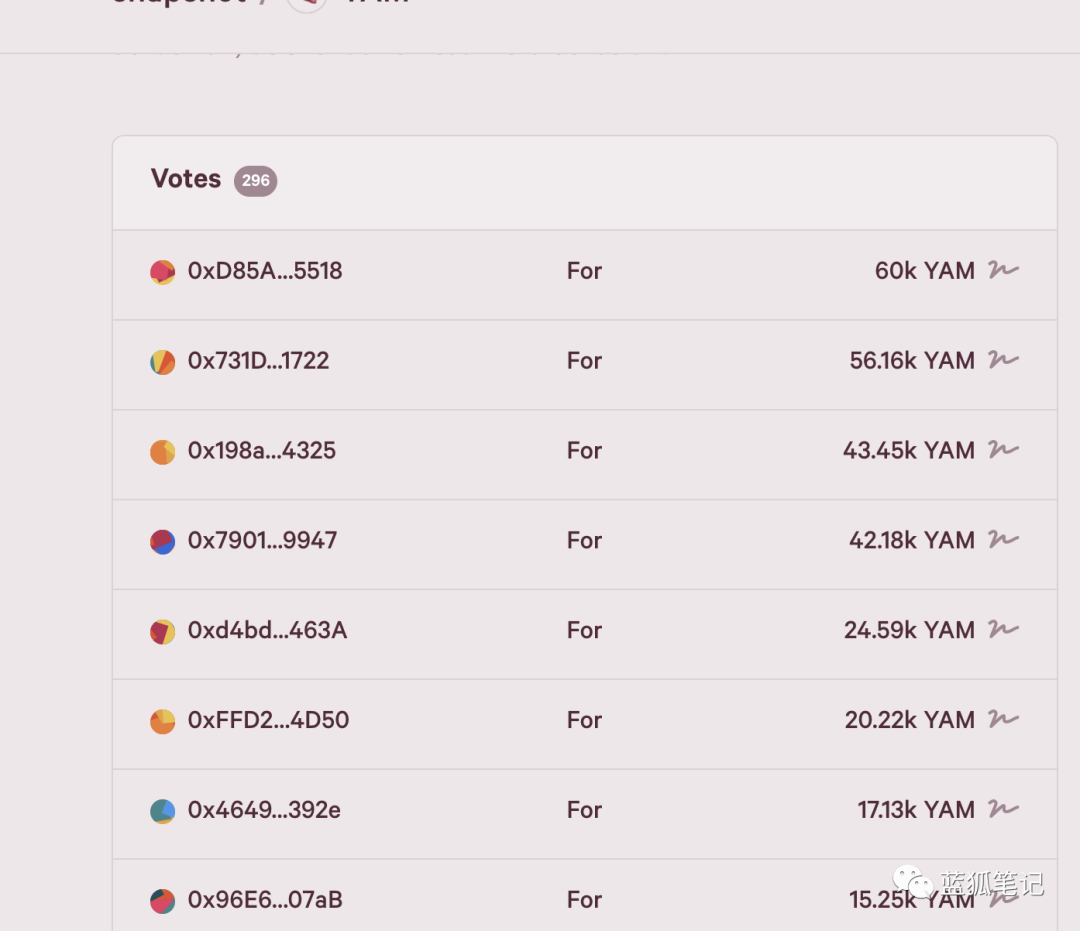 snapshot / YAM
Votes 296
0xD85A...5518 For 60k YAM
0x731D...1722 For 56.16k YAM
0x198a...4325 For 43.45k YAM
0x7901...9947 For 42.18k YAM
0xd4bd...463A For 24.59k YAM
0xFFD2...4D50 For 20.22k YAM
0x4649...392e For 17.13k YAM
0x96E6...07aB For 15.25k YAM
蓝狐笔记